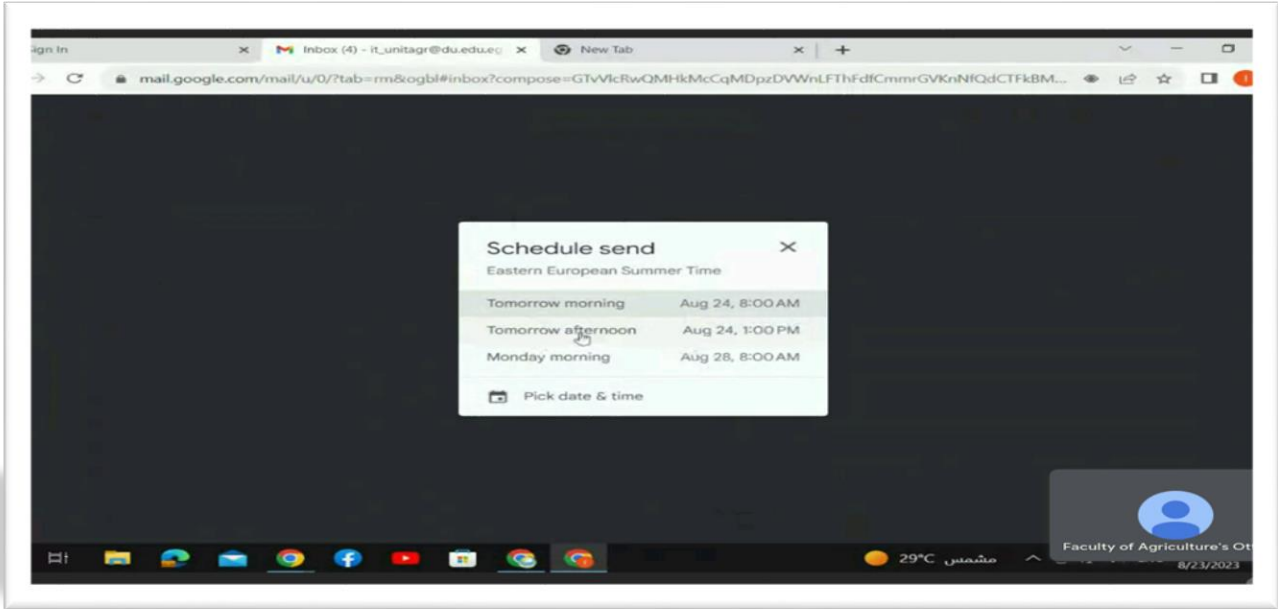 ign In
Inbox (4) - it_unitagr@du.edu.eg
New Tab
mail.google.com/mail/u/0/?tab=rm&ogbl#inbox?compose=GTvVlcRwQMHkMcCqMDpzDVWnLFThFdfCmmrGVKnNfQdCTFkBM...
Schedule send
Eastern European Summer Time
Tomorrow morning Aug 24, 8:00 AM
Tomorrow afternoon Aug 24, 1:00 PM
Monday morning Aug 28, 8:00 AM
Pick date & time
Faculty of Agriculture's Ot
29°C مشمس
8/23/2023